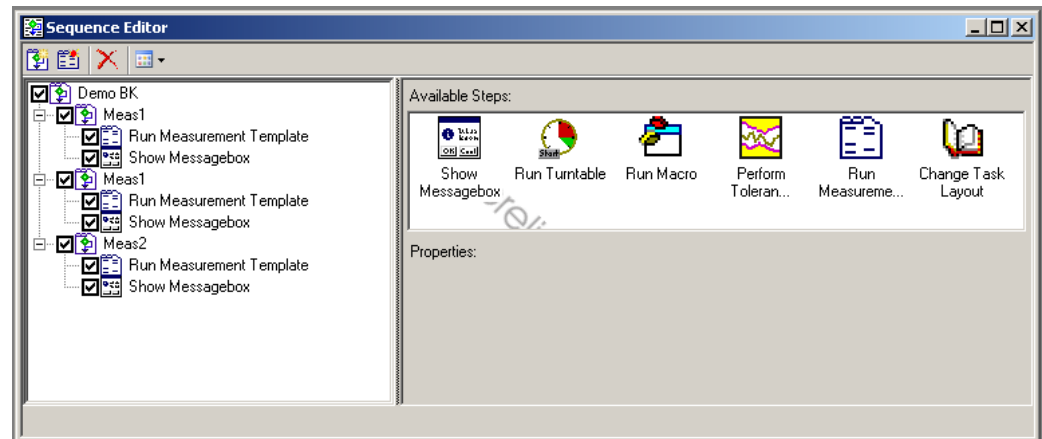 Sequence Editor
Demo BK
Meas1
Run Measurement Template
Show Messagebox
Meas1
Run Measurement Template
Show Messagebox
Meas2
Run Measurement Template
Show Messagebox
Available Steps:
Show Messagebox
Run Turntable
Run Macro
Perform Toleran...
Run Measureme...
Change Task Layout
Start
Properties: